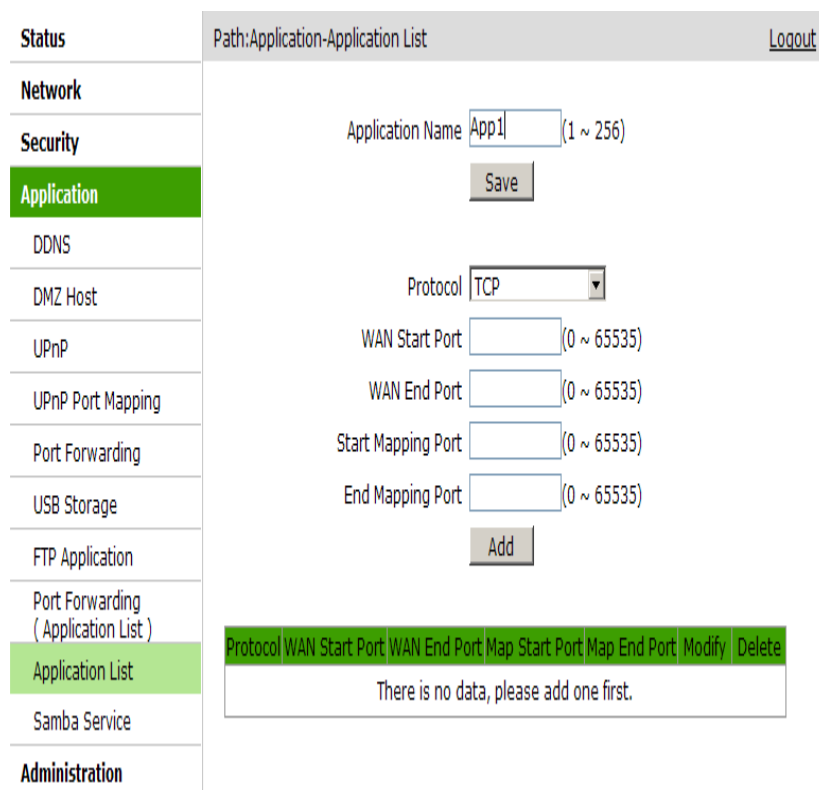 Status
Network
Security
Application
DDNS
DMZ Host
UPnP
UPnP Port Mapping
Port Forwarding
USB Storage
FTP Application
Port Forwarding
( Application List )
Application List
Samba Service
Administration
Path:Application-Application List Logout
Application Name App1 (1 ~ 256)
Save
Protocol TCP
WAN Start Port (0 ~ 65535)
WAN End Port (0 ~ 65535)
Start Mapping Port (0 ~ 65535)
End Mapping Port (0 ~ 65535)
Add
Protocol WAN Start Port WAN End Port Map Start Port Map End Port Modify Delete
There is no data, please add one first.